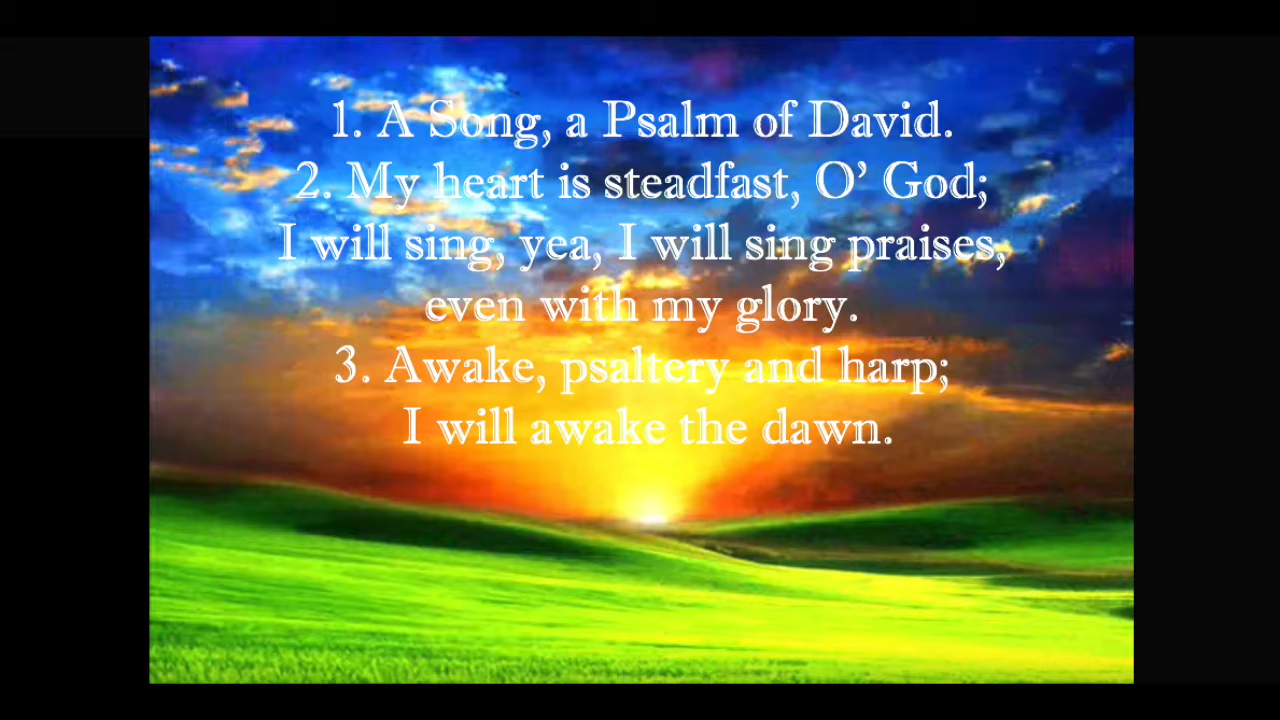 1. A Song, a Psalm of David.
2. My heart is steadfast, O’ God;
I will sing, yea, I will sing praises,
even with my glory.
3. Awake, psaltery and harp;
I will awake the dawn.